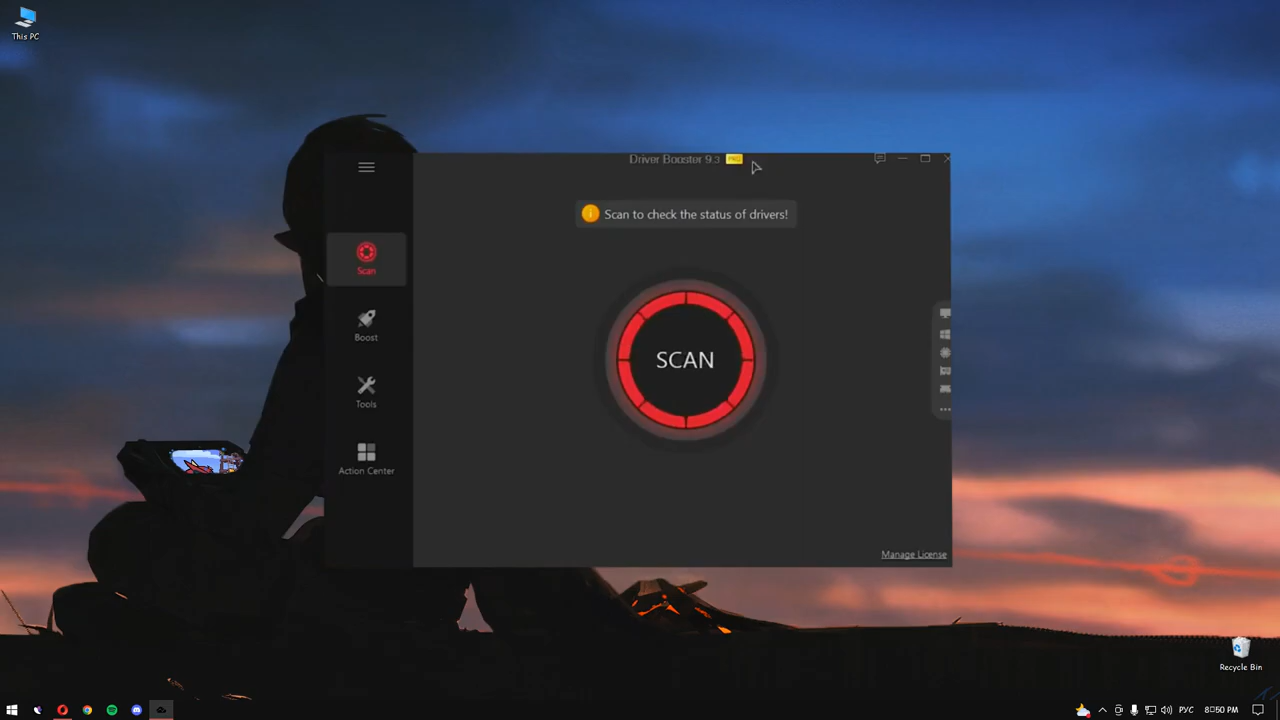 This PC
Driver Booster 9.3 PRO
Scan to check the status of drivers!
Scan
SCAN
Boost
Tools
Action Center
Manage License
Recycle Bin
РУС
8:50 PM